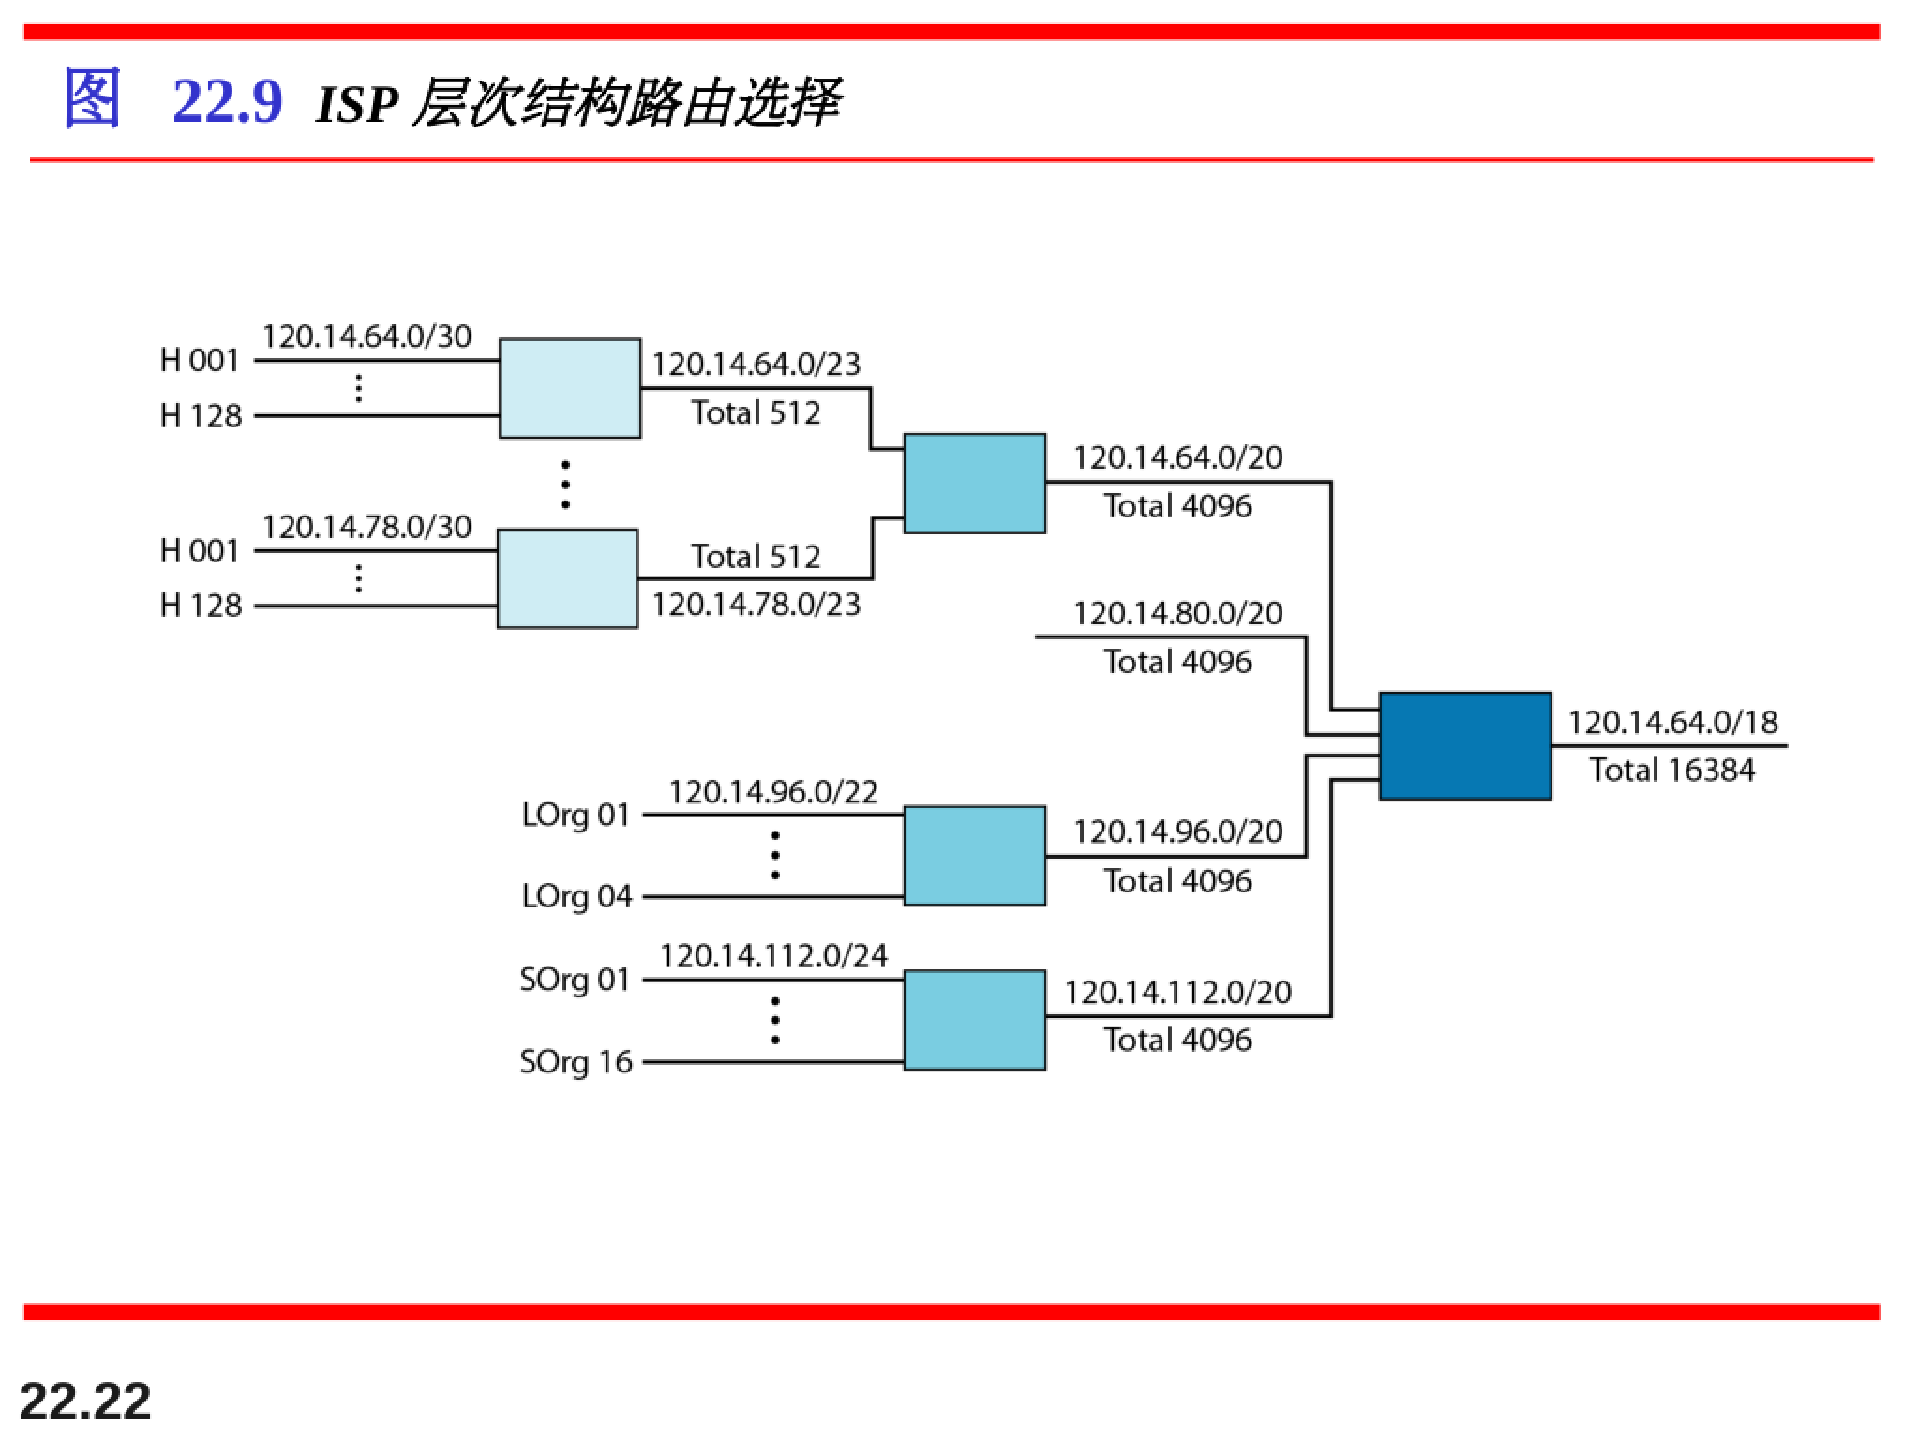 图 22.9 ISP 层次结构路由选择
120.14.64.0/30
H 001
H 128
120.14.64.0/23
Total 512
120.14.78.0/30
H 001
H 128
Total 512
120.14.78.0/23
120.14.64.0/20
Total 4096
120.14.80.0/20
Total 4096
120.14.64.0/18
Total 16384
120.14.96.0/22
LOrg 01
LOrg 04
120.14.96.0/20
Total 4096
120.14.112.0/24
SOrg 01
SOrg 16
120.14.112.0/20
Total 4096
22.22